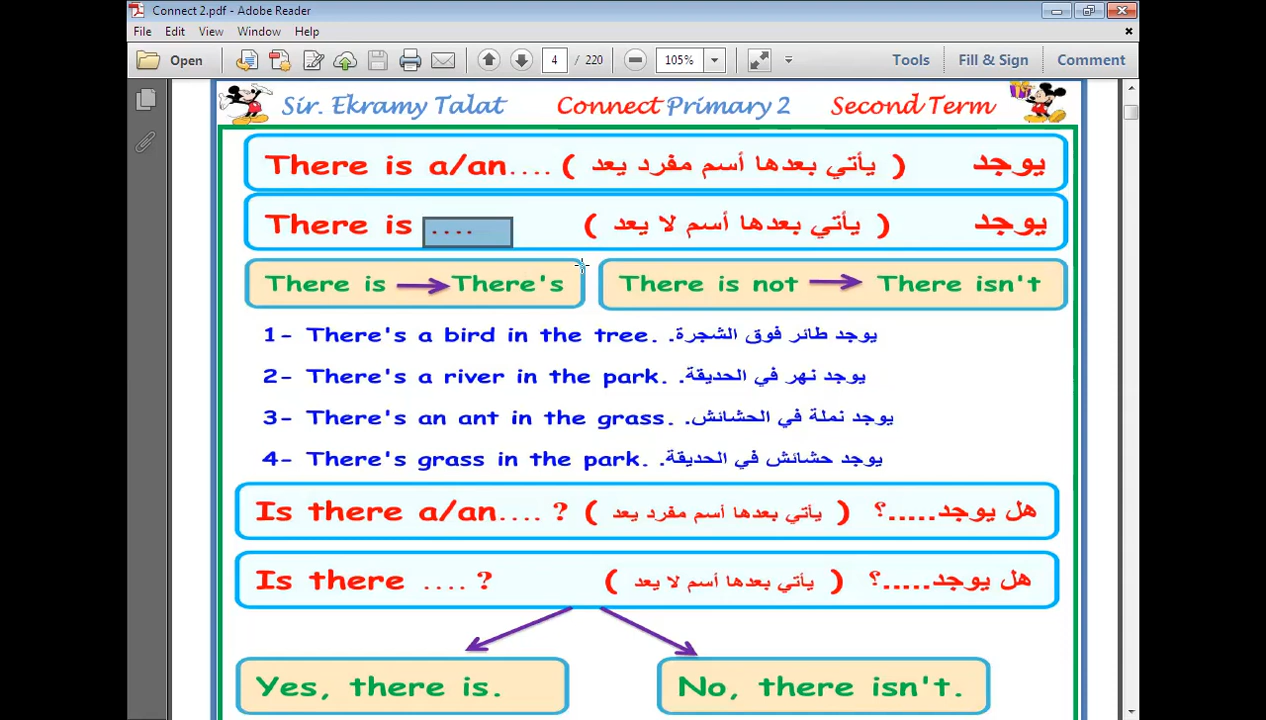 Connect 2.pdf - Adobe Reader
File Edit View Window Help
Open 4 / 220 105% Tools Fill & Sign Comment
Sir. Ekramy Talat Connect Primary 2 Second Term
There is a/an.... ( يأتي بعدها أسم مفرد يعد ) يوجد
There is .... ( يأتي بعدها أسم لا يعد ) يوجد
There is There's There is not There isn't
1- There's a bird in the tree. يوجد طائر فوق الشجرة.
2- There's a river in the park. يوجد نهر في الحديقة.
3- There's an ant in the grass. يوجد نملة في الحشائش.
4- There's grass in the park. يوجد حشائش في الحديقة.
Is there a/an.... ? ( يأتي بعدها أسم مفرد يعد ) هل يوجد.....؟
Is there .... ? ( يأتي بعدها أسم لا يعد ) هل يوجد.....؟
Yes, there is. No, there isn't.